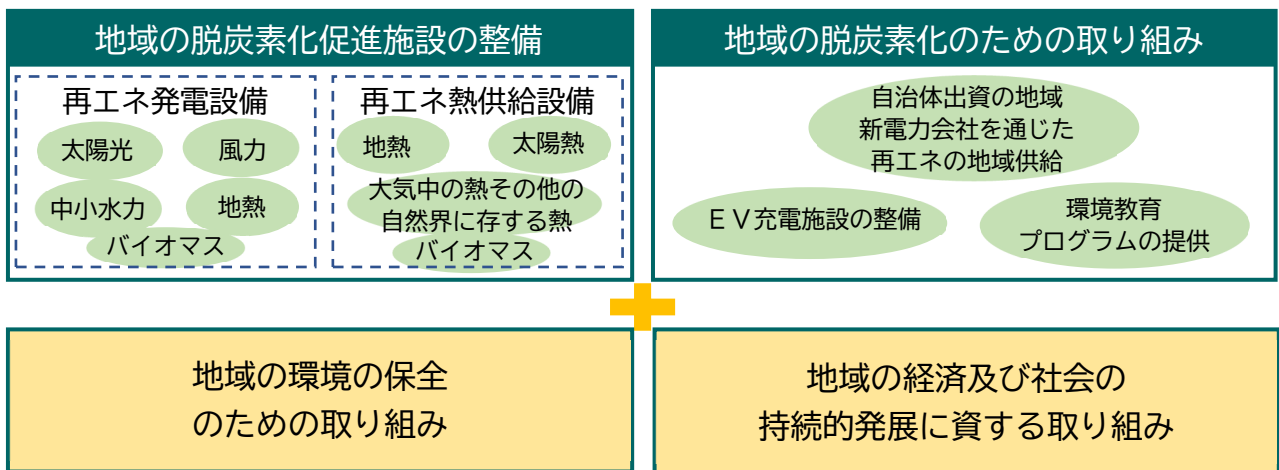 地域の脱炭素化促進施設の整備
再エネ発電設備
太陽光
風力
中小水力
地熱
バイオマス
再エネ熱供給設備
地熱
太陽熱
大気中の熱その他の
自然界に存する熱
バイオマス
地域の脱炭素化のための取り組み
自治体出資の地域
新電力会社を通じた
再エネの地域供給
ＥＶ充電施設の整備
環境教育
プログラムの提供
地域の環境の保全
のための取り組み
地域の経済及び社会の
持続的発展に資する取り組み